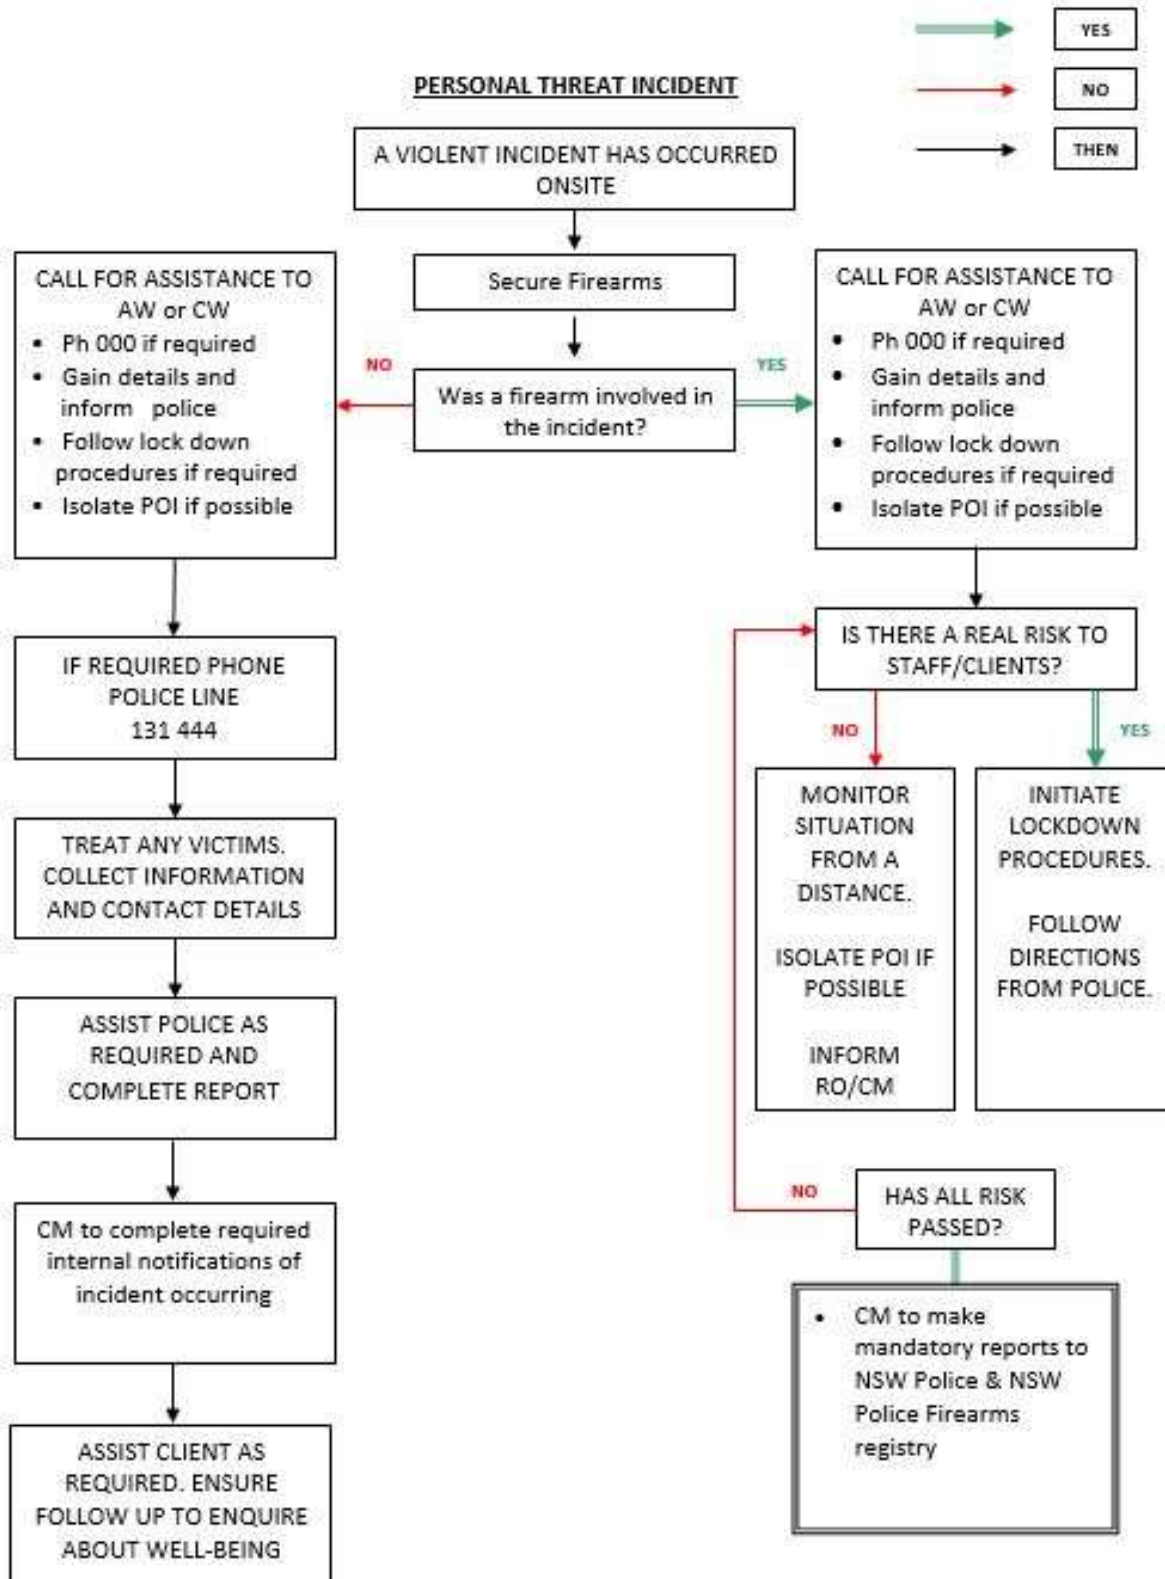 YES
NO
THEN
PERSONAL THREAT INCIDENT
A VIOLENT INCIDENT HAS OCCURRED
ONSITE
Secure Firearms
Was a firearm involved in
the incident?
NO
YES
CALL FOR ASSISTANCE TO
AW or CW
• Ph 000 if required
• Gain details and
inform police
• Follow lock down
procedures if required
• Isolate POI if possible
IF REQUIRED PHONE
POLICE LINE
131 444
TREAT ANY VICTIMS.
COLLECT INFORMATION
AND CONTACT DETAILS
ASSIST POLICE AS
REQUIRED AND
COMPLETE REPORT
CM to complete required
internal notifications of
incident occurring
ASSIST CLIENT AS
REQUIRED. ENSURE
FOLLOW UP TO ENQUIRE
ABOUT WELL-BEING
CALL FOR ASSISTANCE TO
AW or CW
• Ph 000 if required
• Gain details and
inform police
• Follow lock down
procedures if required
• Isolate POI if possible
IS THERE A REAL RISK TO
STAFF/CLIENTS?
NO
YES
MONITOR
SITUATION
FROM A
DISTANCE.
ISOLATE POI IF
POSSIBLE
INFORM
RO/CM
INITIATE
LOCKDOWN
PROCEDURES.
FOLLOW
DIRECTIONS
FROM POLICE.
NO
HAS ALL RISK
PASSED?
• CM to make
mandatory reports to
NSW Police & NSW
Police Firearms
registry